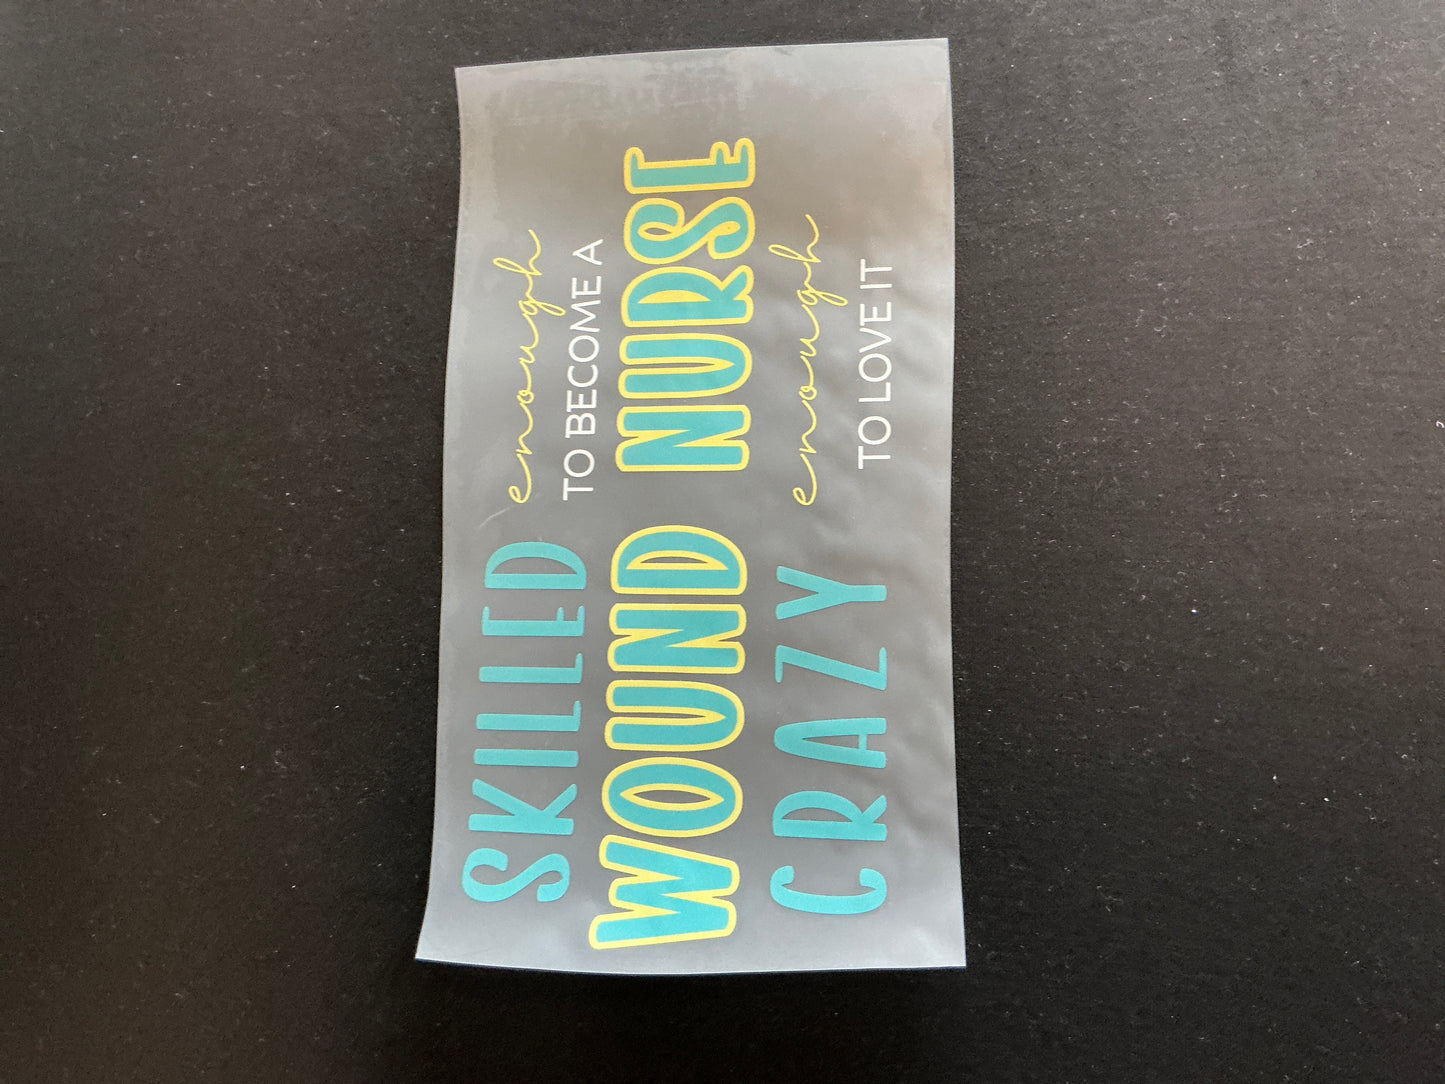 SKILLED enough
TO BECOME A
WOUND NURSE
CRAZY enough
TO LOVE IT